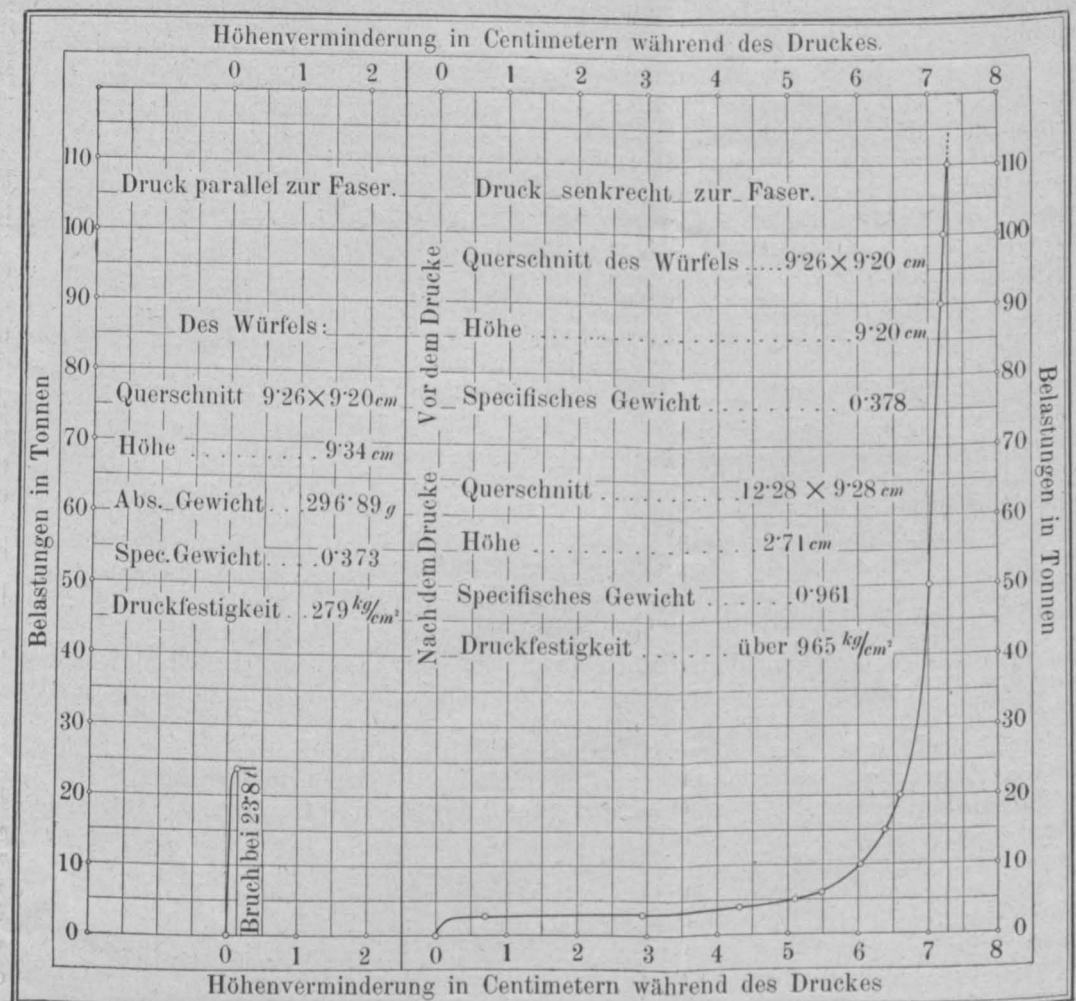 Höhenverminderung in Centimetern während des Druckes.
0 1 2
0 1 2 3 4 5 6 7 8
Belastungen in Tonnen
110
100
90
80
70
60
50
40
30
20
10
0
Druck parallel zur Faser.
Des Würfels:
Querschnitt 9·26×9·20 cm
Höhe ........ 9·34 cm
Abs. Gewicht .. 296·89 g
Spec. Gewicht .... 0·373
Druckfestigkeit .. 279 kg/cm²
Bruch bei 23·8 t
Druck senkrecht zur Faser.
Vor dem Drucke
Querschnitt des Würfels ..... 9·26×9·20 cm
Höhe .................. 9·20 cm
Specifisches Gewicht ........ 0·378
Nach dem Drucke
Querschnitt ......... 12·28 × 9·28 cm
Höhe ............ 2·71 cm
Specifisches Gewicht ...... 0·961
Druckfestigkeit ...... über 965 kg/cm²
110
100
90
80
70
60
50
40
30
20
10
0
Belastungen in Tonnen
0 1 2
0 1 2 3 4 5 6 7 8
Höhenverminderung in Centimetern während des Druckes